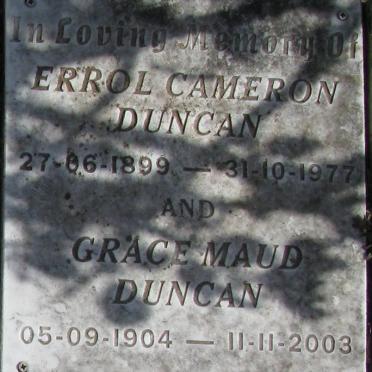 In Loving Memory Of
ERROL CAMERON
DUNCAN
27-06-1899 — 31-10-1977
AND
GRACE MAUD
DUNCAN
05-09-1904 — 11-11-2003